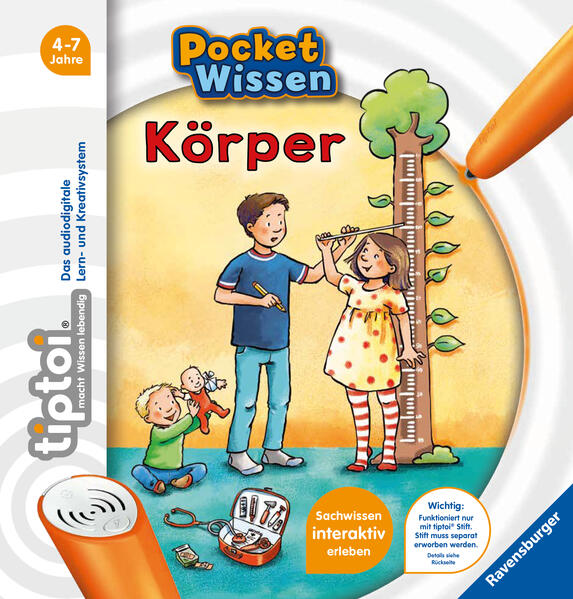 4-7
Jahre
Pocket
Wissen
Körper
Das audiodigitale
Lern- und Kreativsystem
tiptoi®
macht Wissen lebendig
Sachwissen
interaktiv
erleben
Wichtig:
Funktioniert nur
mit tiptoi® Stift.
Stift muss separat
erworben werden.
Details siehe
Rückseite
Ravensburger